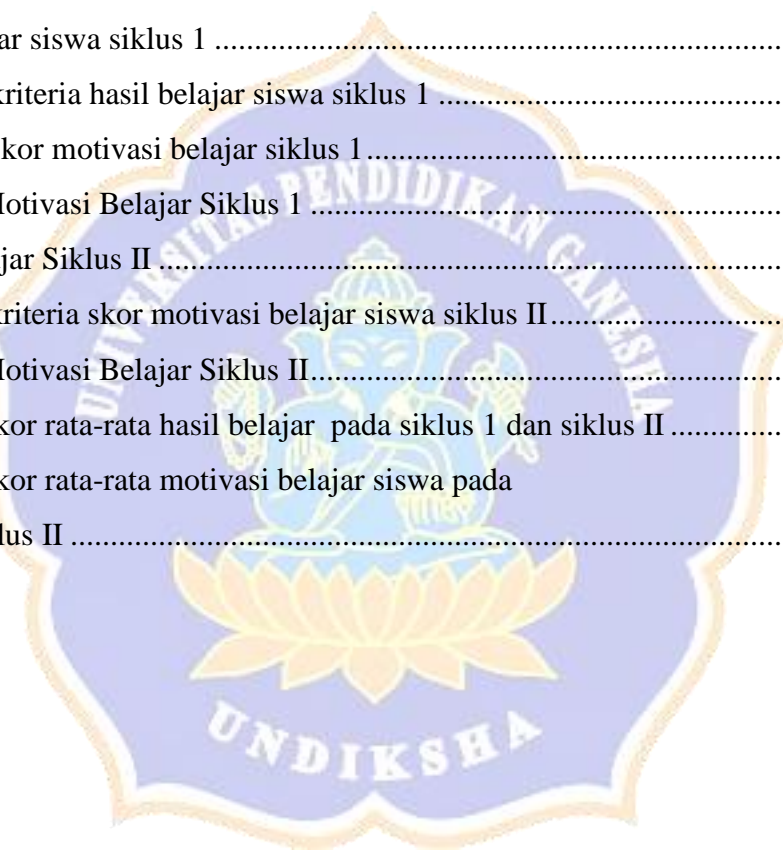 ar siswa siklus 1 ........................................................................
kriteria hasil belajar siswa siklus 1 ...........................................
kor motivasi belajar siklus 1 .....................................................
Motivasi Belajar Siklus 1 ...........................................................
jar Siklus II ...............................................................................
kriteria skor motivasi belajar siswa siklus II .............................
Motivasi Belajar Siklus II ...........................................................
kor rata-rata hasil belajar pada siklus 1 dan siklus II ..............
kor rata-rata motivasi belajar siswa pada
lus II ..........................................................................................
UNIVERSITAS PENDIDIKAN GANESHA
UNDIKSHA